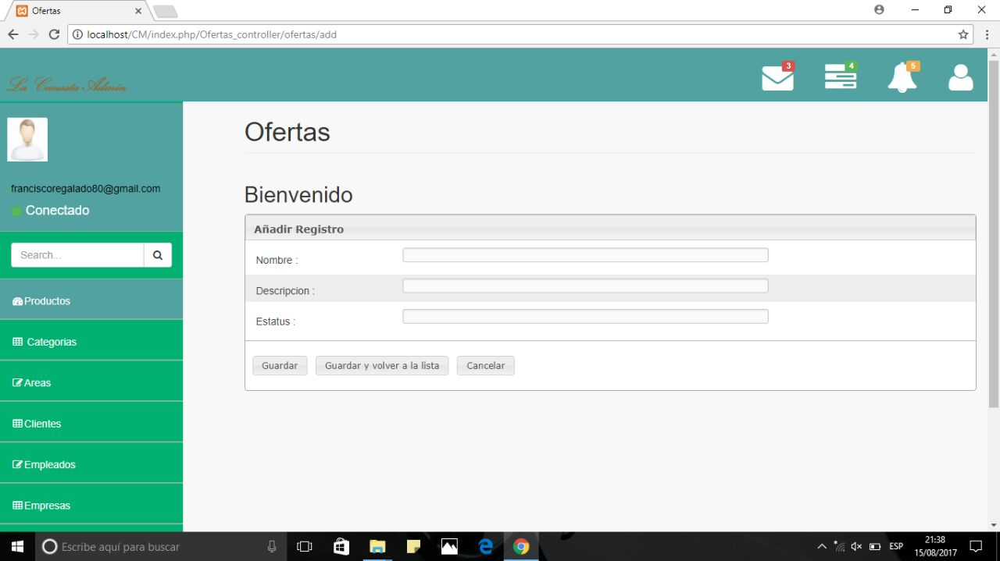 Ofertas
localhost/CM/index.php/Ofertas_controller/ofertas/add
La Canasta Admin
3
4
5
franciscoregalado80@gmail.com
Conectado
Search...
Productos
Categorias
Areas
Clientes
Empleados
Empresas
Ofertas
Bienvenido
Añadir Registro
Nombre :
Descripcion :
Estatus :
Guardar
Guardar y volver a la lista
Cancelar
Escribe aquí para buscar
ESP
21:38
15/08/2017